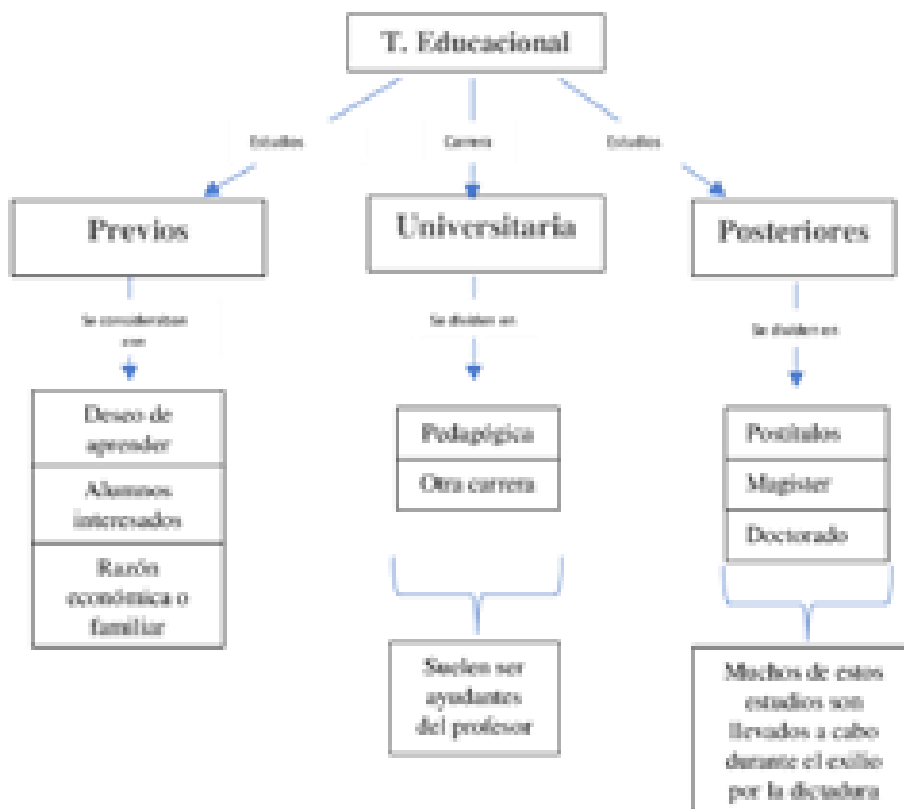 T. Educacional
Estudios
Carrera
Estudios
Previos
Universitaria
Posteriores
Se consideraban
Se dividen en
Se dividen en
Deseo de
aprender
Alumnos
interesados
Razón
económica o
familiar
Pedagógica
Otra carrera
Postítulos
Magíster
Doctorado
Suelen ser
ayudantes
del profesor
Muchos de estos
estudios son
llevados a cabo
durante el exilio
por la dictadura